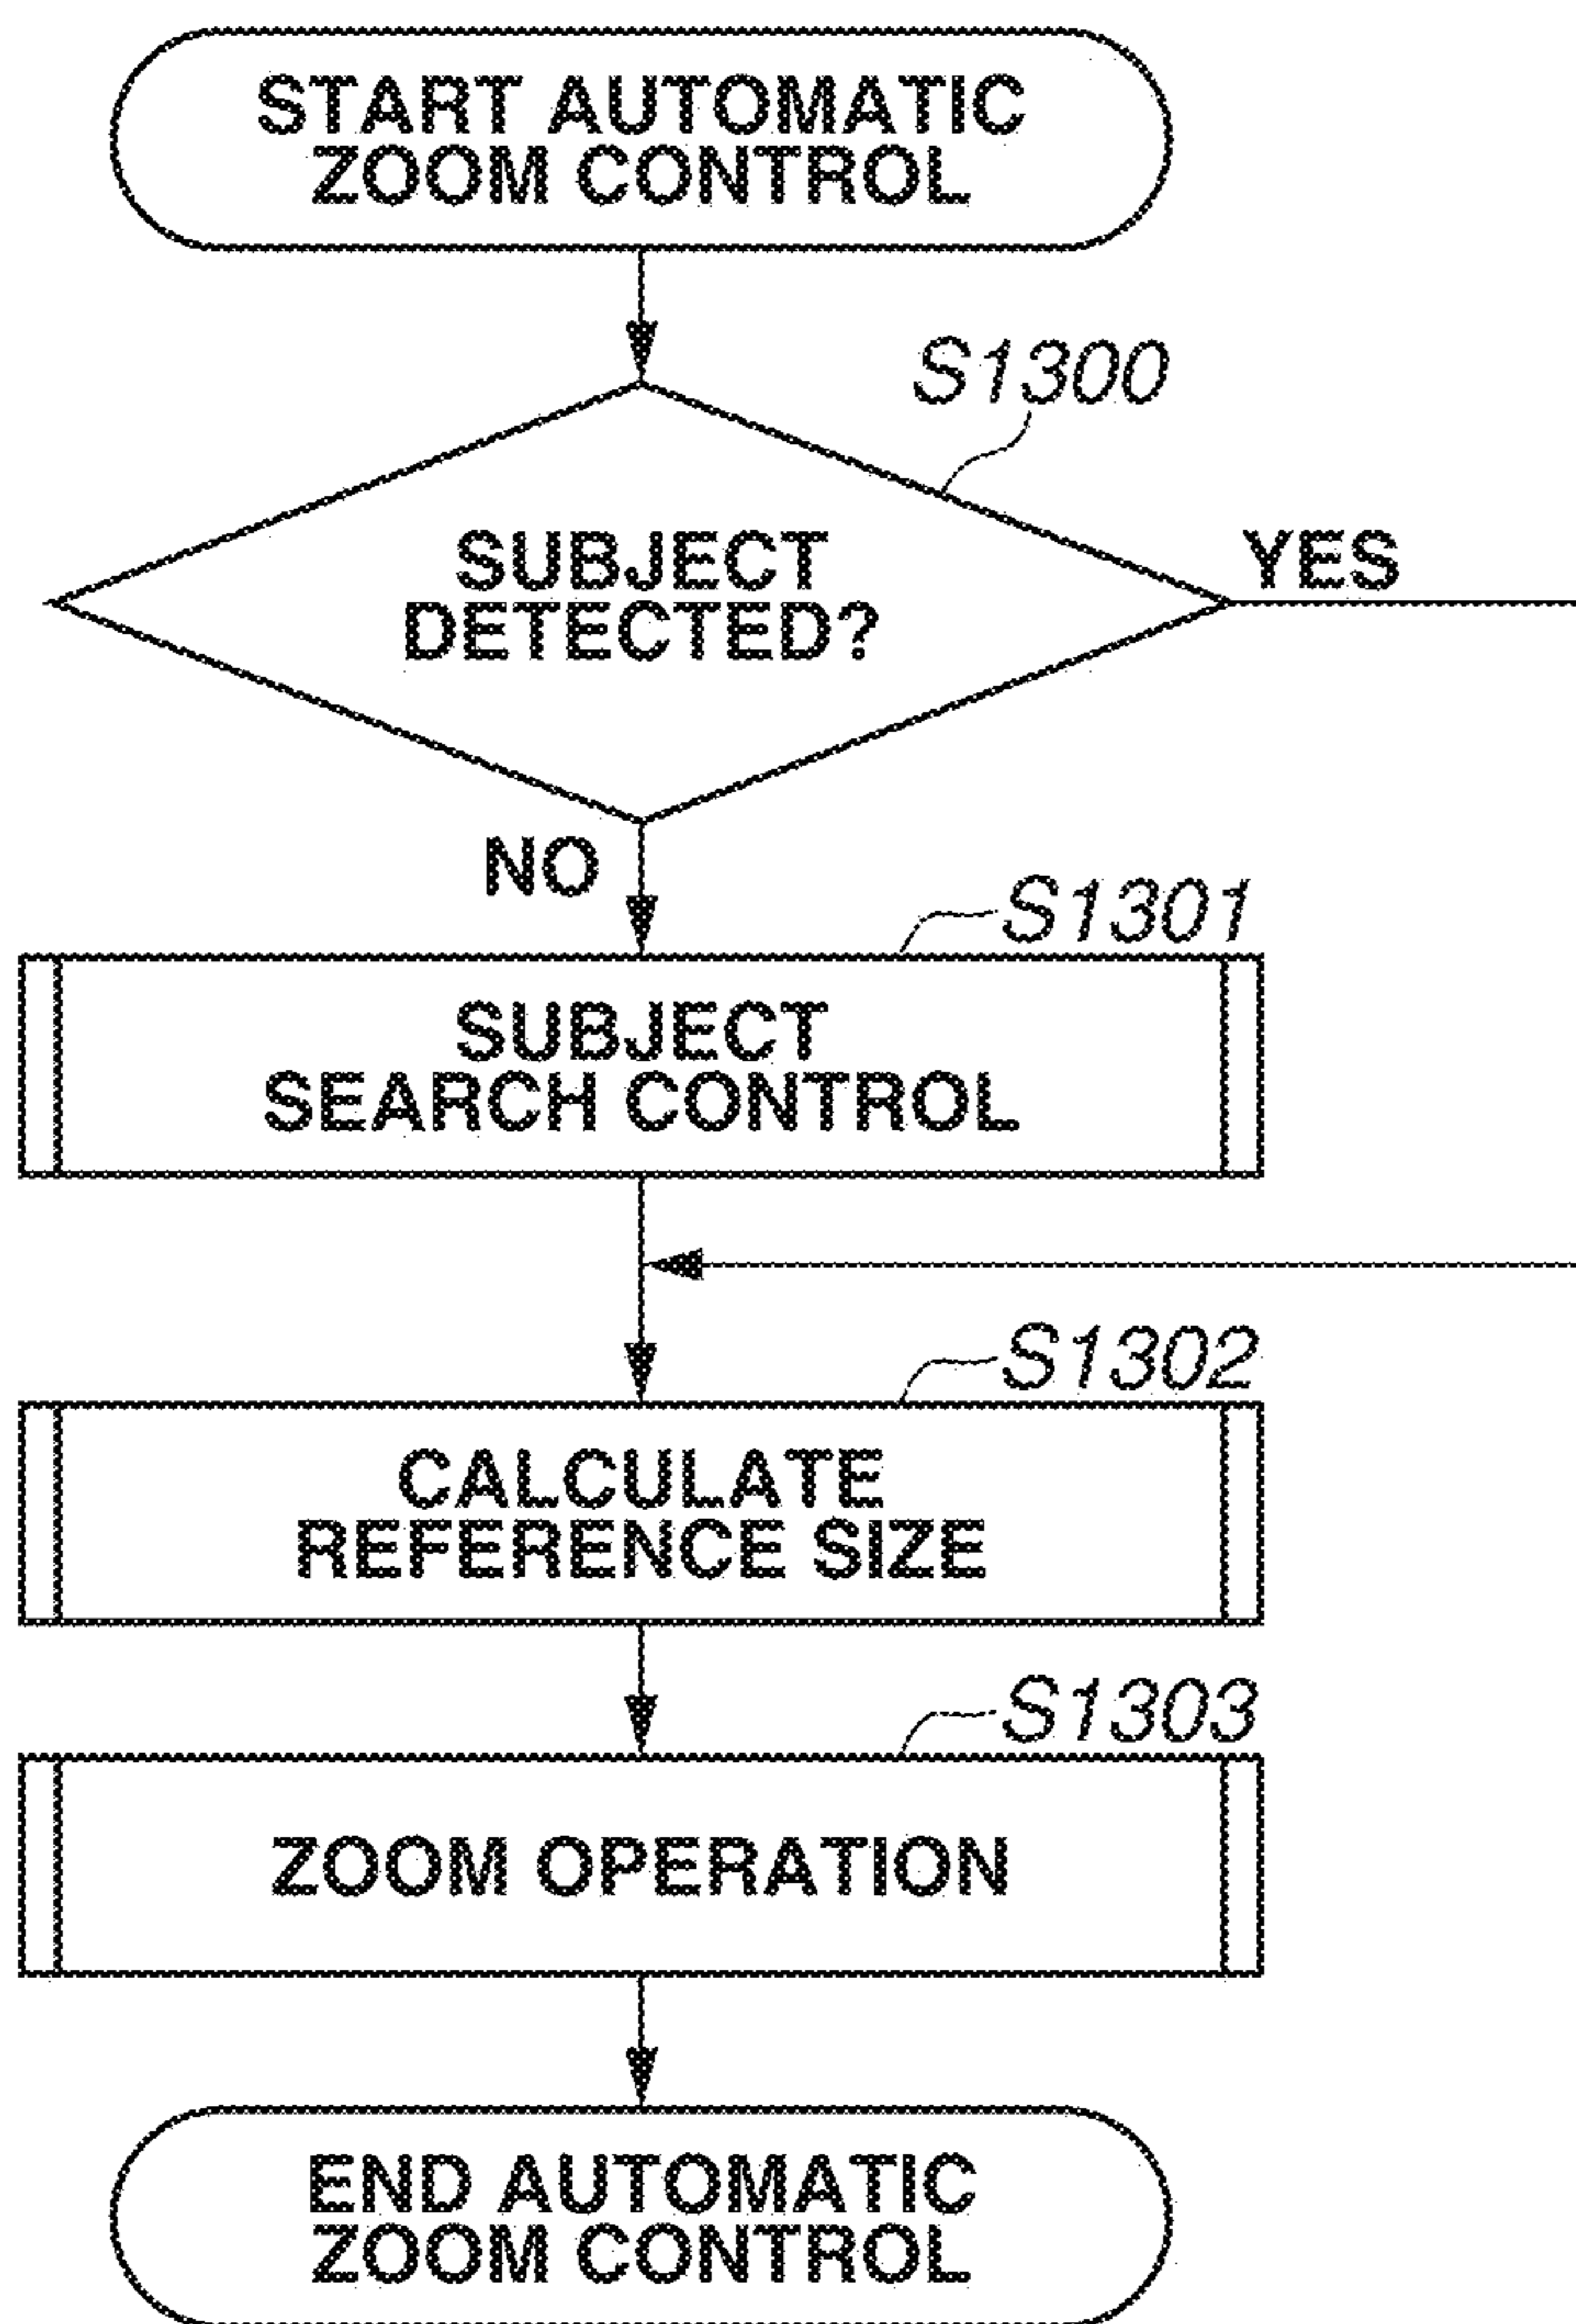 START AUTOMATIC
ZOOM CONTROL
S1300
SUBJECT
DETECTED?
YES
NO
S1301
SUBJECT
SEARCH CONTROL
S1302
CALCULATE
REFERENCE SIZE
S1303
ZOOM OPERATION
END AUTOMATIC
ZOOM CONTROL